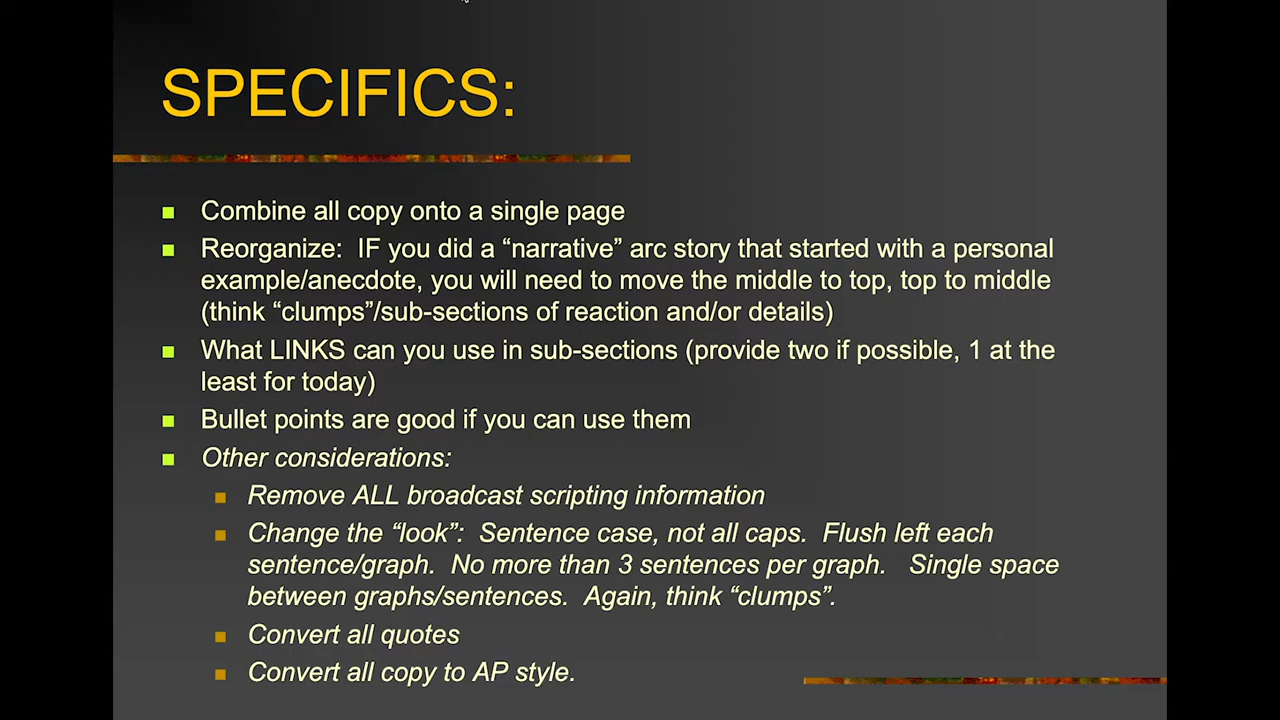 SPECIFICS:
Combine all copy onto a single page
Reorganize:  IF you did a “narrative” arc story that started with a personal
example/anecdote, you will need to move the middle to top, top to middle
(think “clumps”/sub-sections of reaction and/or details)
What LINKS can you use in sub-sections (provide two if possible, 1 at the
least for today)
Bullet points are good if you can use them
Other considerations:
Remove ALL broadcast scripting information
Change the “look”:  Sentence case, not all caps.  Flush left each
sentence/graph.  No more than 3 sentences per graph.   Single space
between graphs/sentences.  Again, think “clumps”.
Convert all quotes
Convert all copy to AP style.